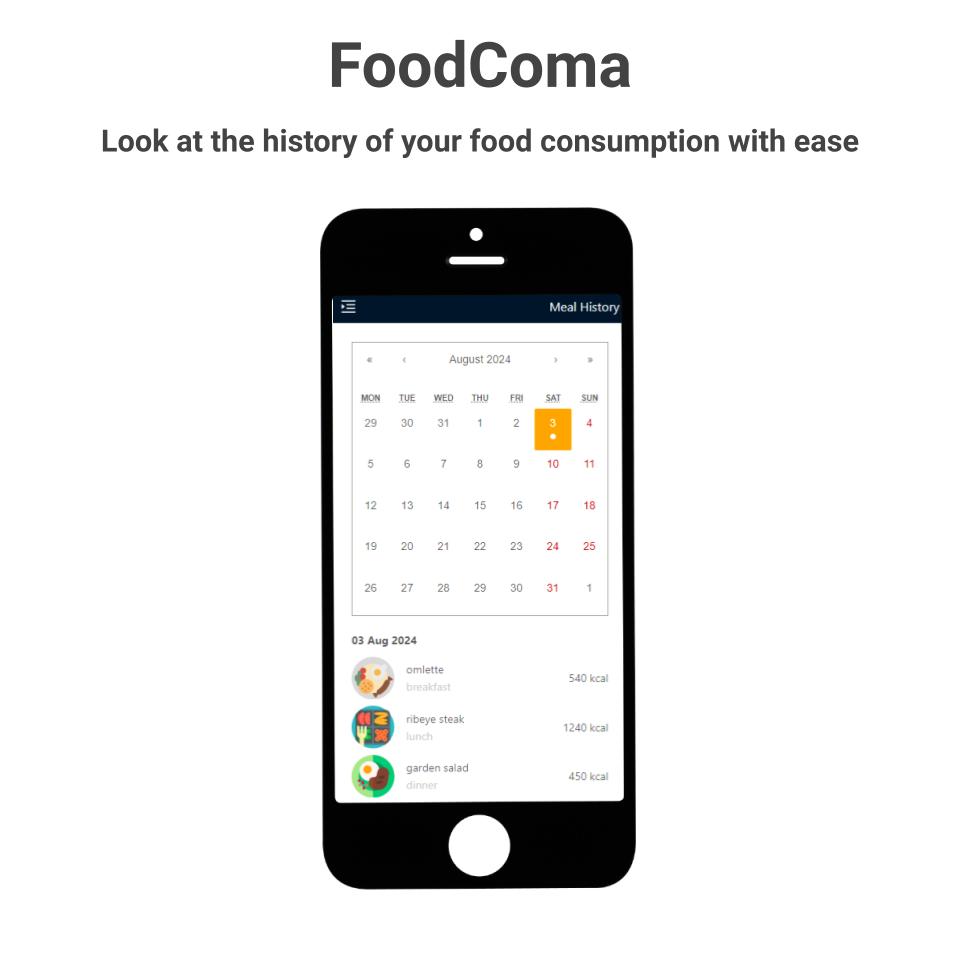 FoodComa
Look at the history of your food consumption with ease
Meal History
« ‹ August 2024 › »
MON TUE WED THU FRI SAT SUN
29 30 31 1 2 3 4
5 6 7 8 9 10 11
12 13 14 15 16 17 18
19 20 21 22 23 24 25
26 27 28 29 30 31 1
03 Aug 2024
omlette
breakfast
540 kcal
ribeye steak
lunch
1240 kcal
garden salad
dinner
450 kcal